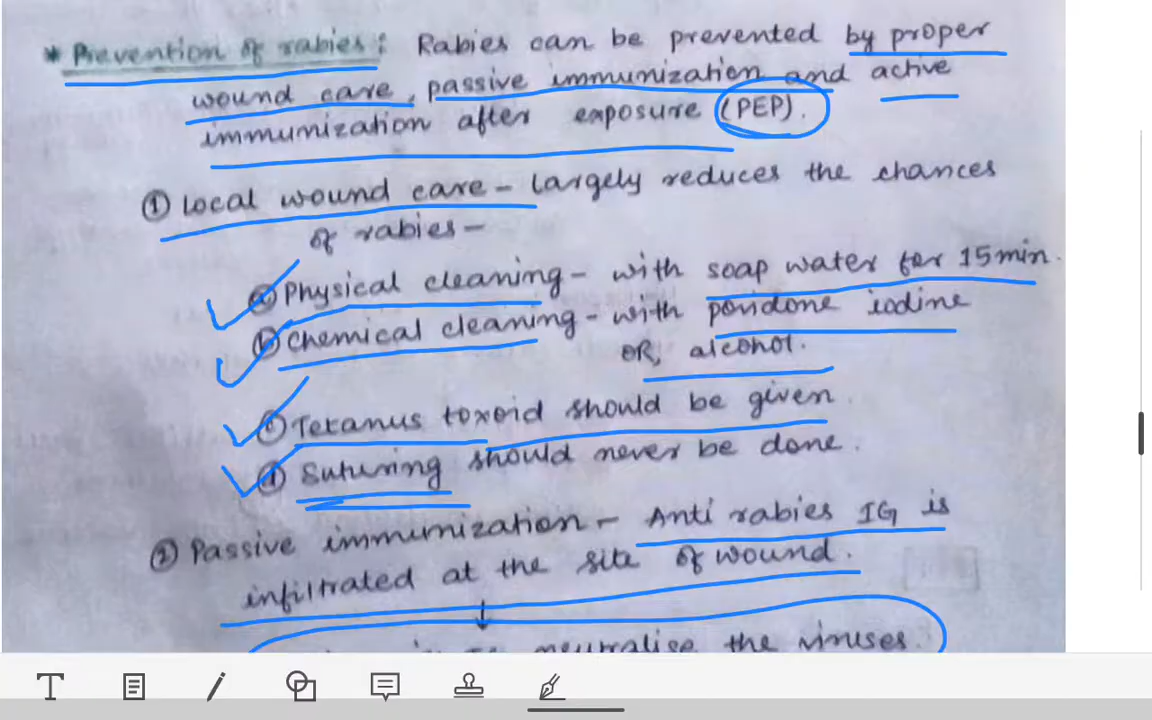 * Prevention of rabies: Rabies can be prevented by proper
wound care, passive immunization and active
immunization after exposure (PEP).
① Local wound care - largely reduces the chances
of rabies -
ⓐ Physical cleaning - with soap water for 15 min.
ⓑ Chemical cleaning - with povidone iodine
OR, alcohol.
ⓒ Tetanus toxoid should be given.
ⓓ Suturing should never be done.
② Passive immunization - Anti rabies IG is
infiltrated at the site of wound.
↓
neutralise the viruses
T